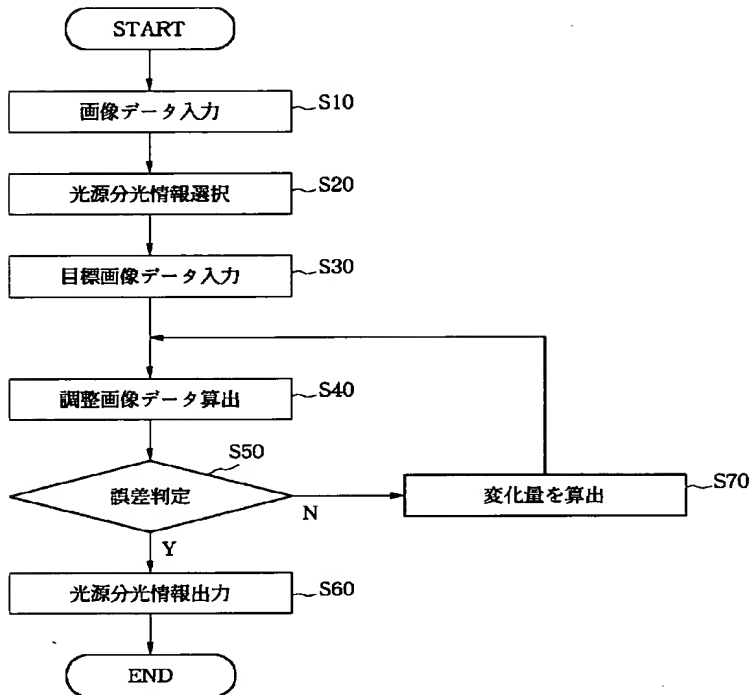 START
画像データ入力
S10
光源分光情報選択
S20
目標画像データ入力
S30
調整画像データ算出
S40
S50
誤差判定
N
変化量を算出
S70
Y
光源分光情報出力
S60
END